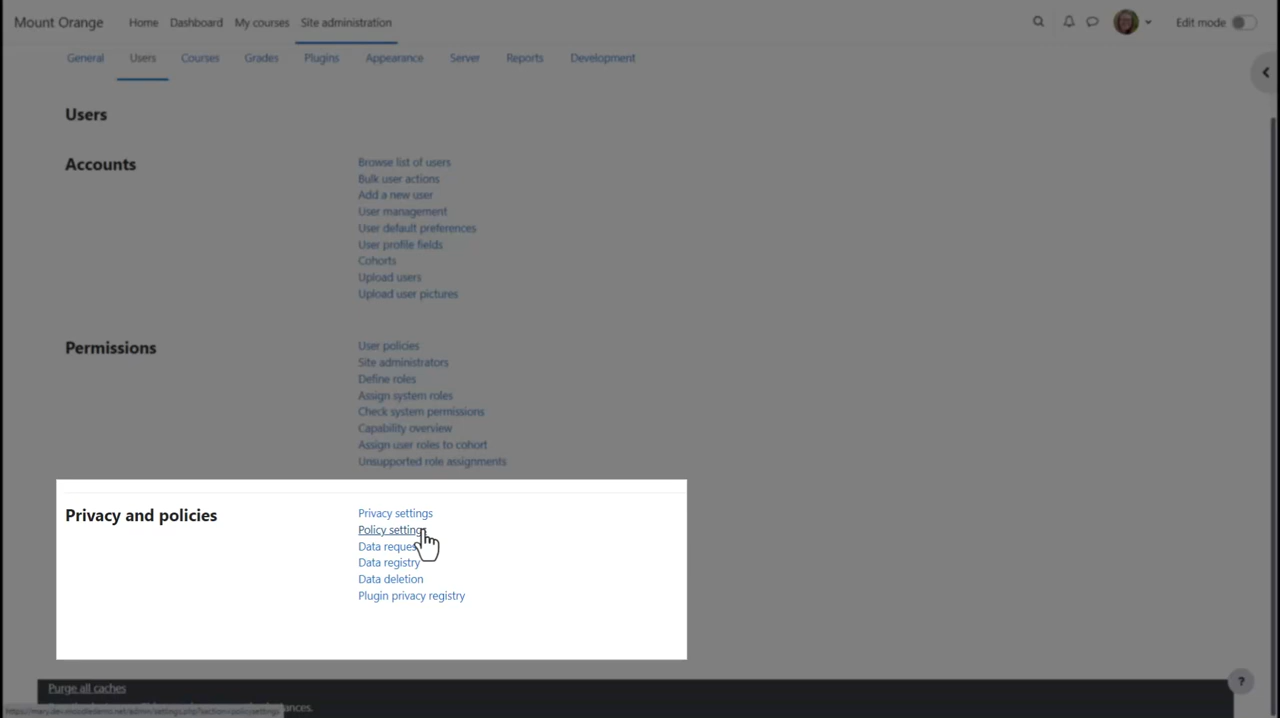 Mount Orange Home Dashboard My courses Site administration Edit mode
General Users Courses Grades Plugins Appearance Server Reports Development
Users
Accounts
Browse list of users
Bulk user actions
Add a new user
User management
User default preferences
User profile fields
Cohorts
Upload users
Upload user pictures
Permissions
User policies
Site administrators
Define roles
Assign system roles
Check system permissions
Capability overview
Assign user roles to cohort
Unsupported role assignments
Privacy and policies
Privacy settings
Policy setting
Data reques
Data registry
Data deletion
Plugin privacy registry
Purge all caches
?